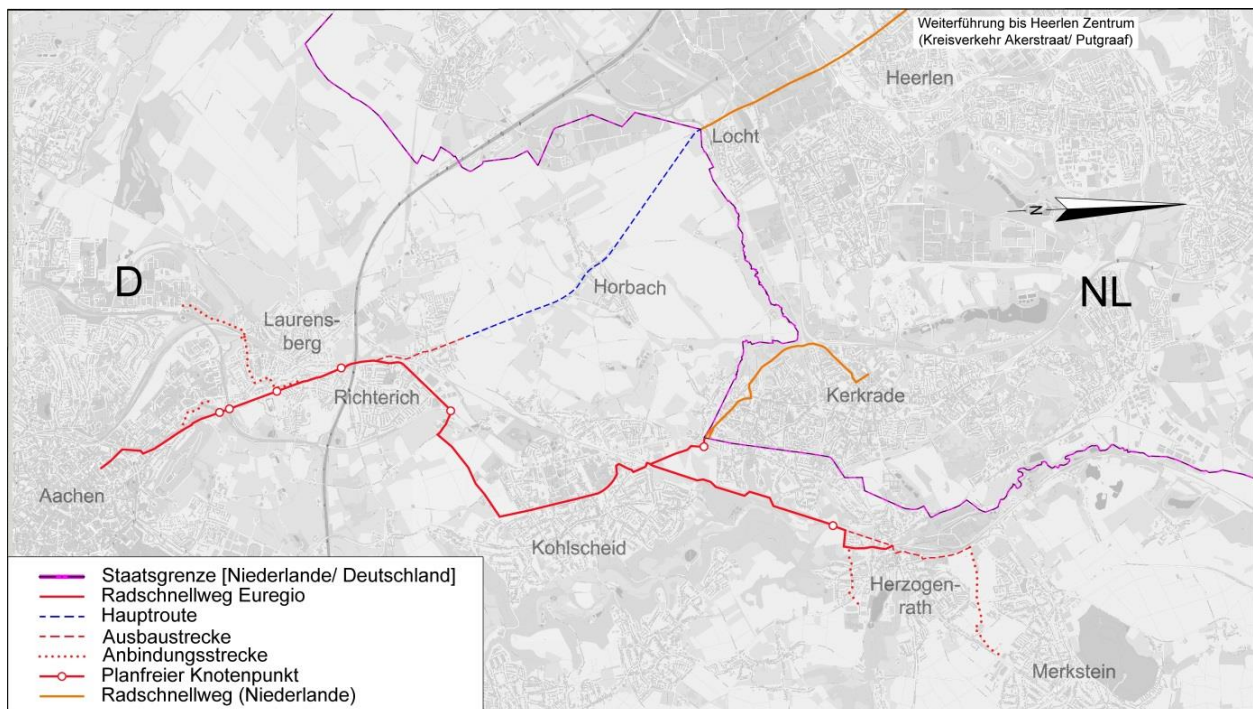 Weiterführung bis Heerlen Zentrum
(Kreisverkehr Akerstraat/ Putgraaf)
Heerlen
Locht
N
D
Horbach
NL
Laurens-
berg
Richterich
Kerkrade
Aachen
Kohlscheid
Herzogen-
rath
Merkstein
Staatsgrenze [Niederlande/ Deutschland]
Radschnellweg Euregio
Hauptroute
Ausbaustrecke
Anbindungsstrecke
Planfreier Knotenpunkt
Radschnellweg (Niederlande)